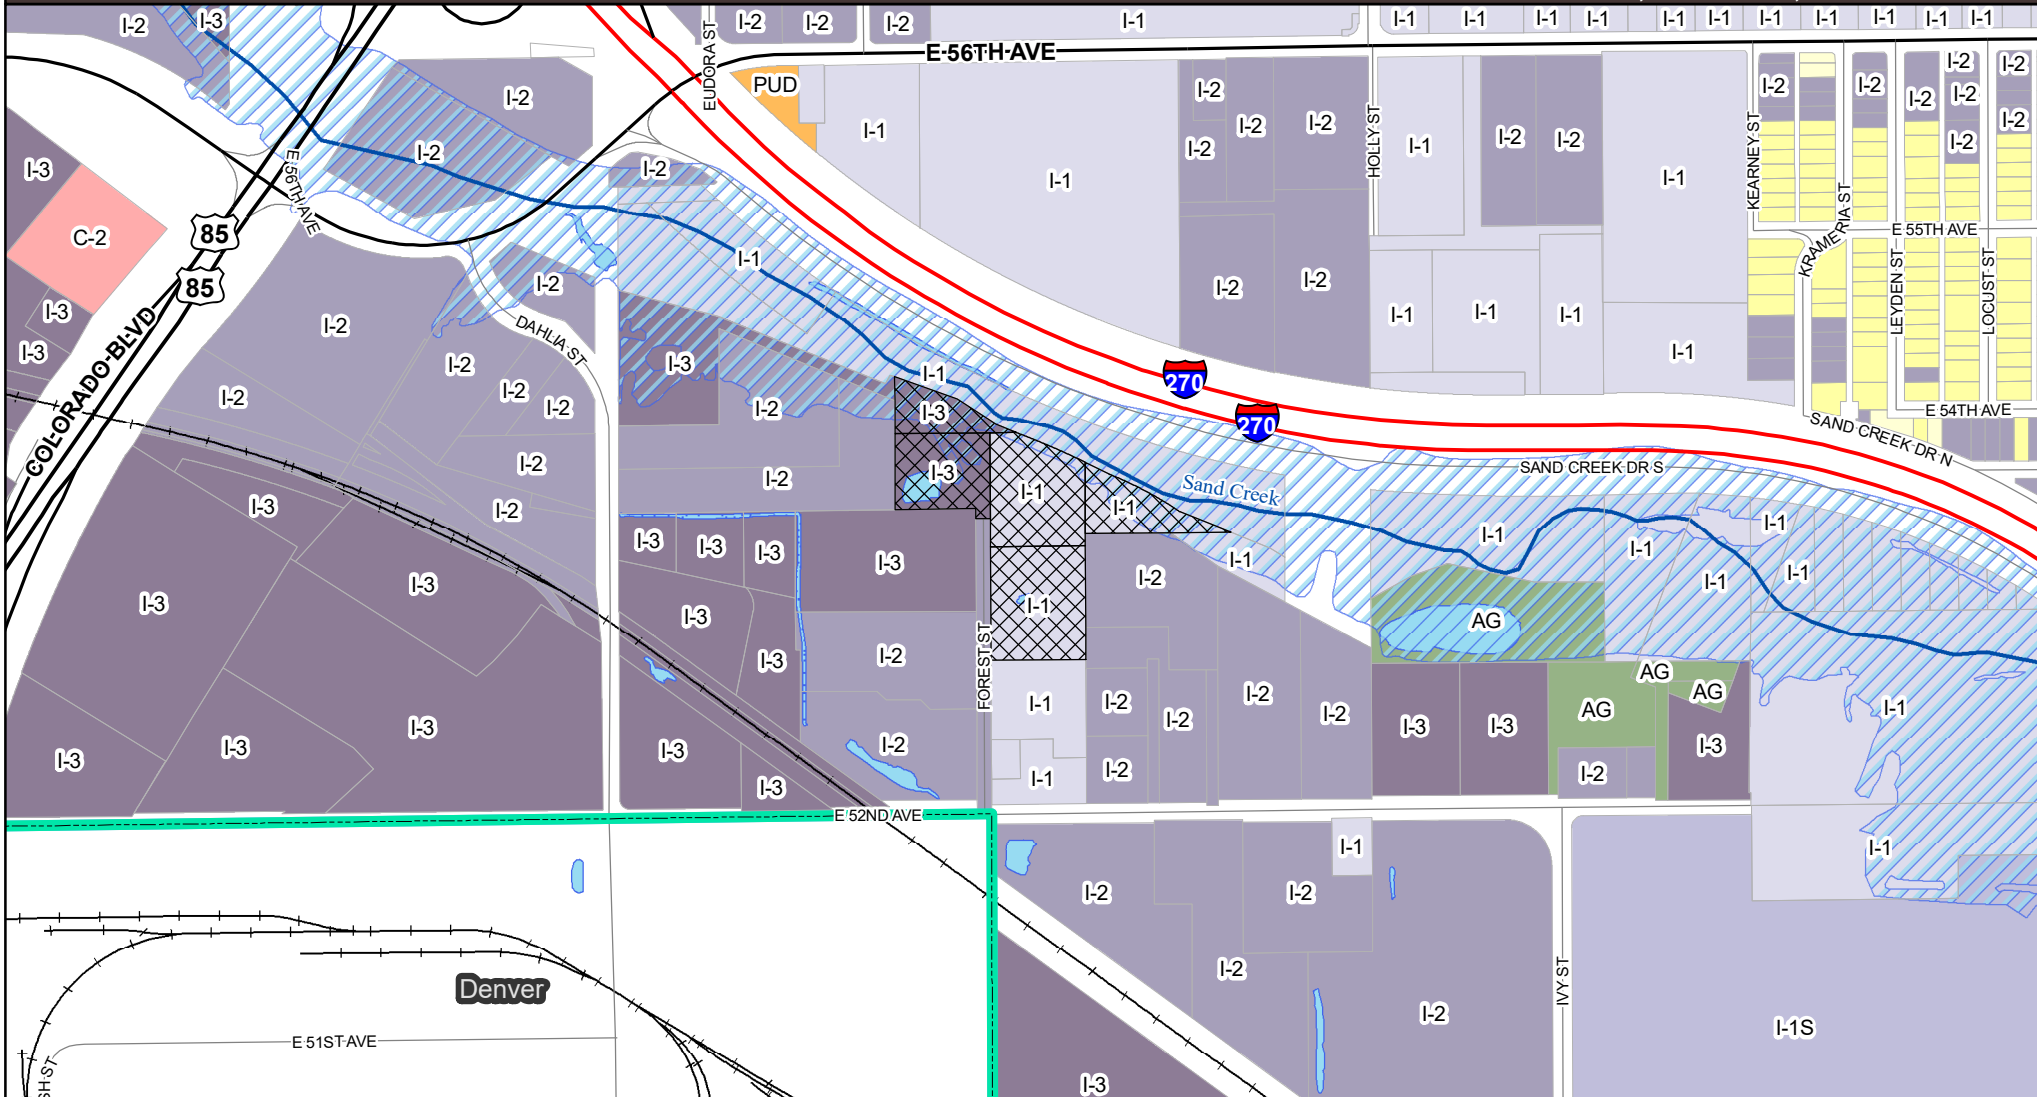 I-2
I-3
I-2
I-2
I-2
I-1
I-1
I-1
I-1
I-1
I-1
I-1
I-1
I-1
I-1
I-1
I-1
EUDORA ST
E 56TH AVE
PUD
I-2
I-1
I-2
I-2
I-2
I-2
HOLLY ST
I-1
I-2
I-2
I-1
KEARNEY ST
I-2
I-2
I-2
I-2
I-2
I-2
I-2
I-2
I-3
I-2
E 56TH AVE
I-2
I-1
C-2
85
85
I-1
I-2
I-2
KRAMERIA ST
E 55TH AVE
LEYDEN ST
LOCUST ST
I-3
I-3
COLORADO BLVD
I-2
I-2
DAHLIA ST
I-2
I-2
I-2
I-2
I-2
I-2
I-3
I-2
I-1
I-3
270
270
I-1
I-1
I-1
I-1
E 54TH AVE
SAND CREEK DR N
SAND CREEK DR S
I-3
I-2
I-3
I-1
I-1
Sand Creek
I-1
I-1
I-1
I-1
I-1
I-3
I-3
I-3
I-3
I-3
I-2
I-1
I-3
I-3
I-3
I-2
I-1
AG
FOREST ST
I-3
I-1
I-2
I-2
I-2
I-2
I-3
I-3
AG
AG
AG
I-1
I-3
I-3
I-3
I-3
I-3
I-2
I-1
I-2
I-2
I-3
E 52ND AVE
I-2
I-2
I-1
I-1
I-2
I-2
IVY ST
I-1S
Denver
E 51ST AVE
SH ST
I-3